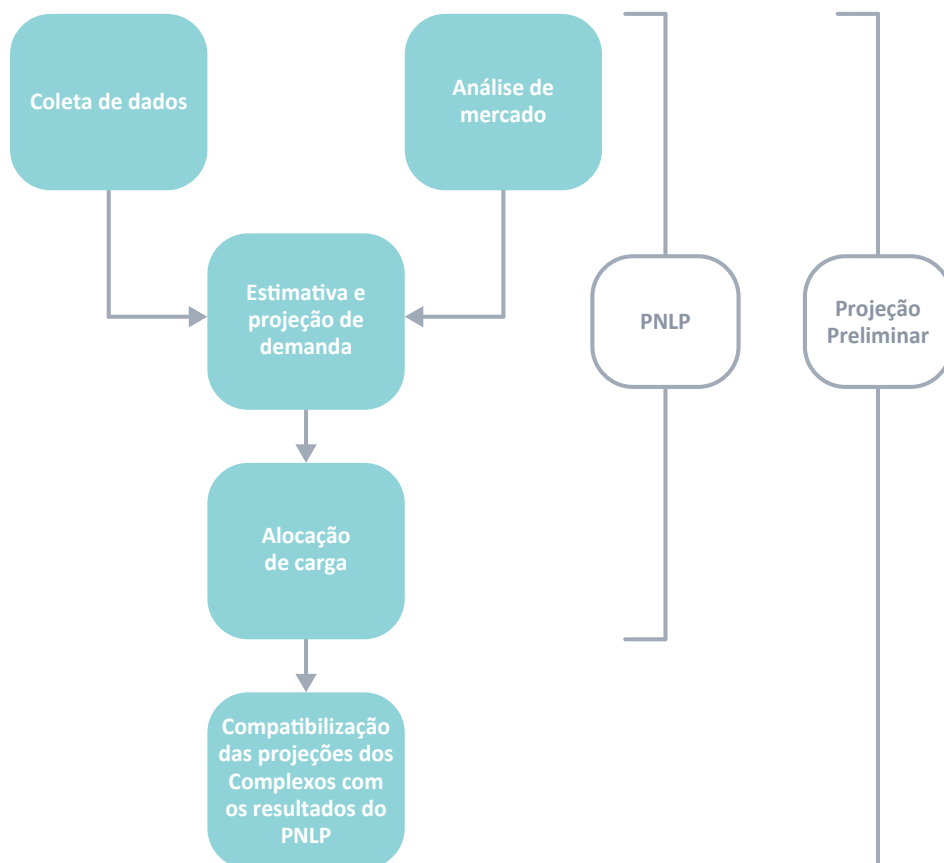 Coleta de dados
Análise de
mercado
Estimativa e
projeção de
demanda
PNLP
Projeção
Preliminar
Alocação
de carga
Compatibilização
das projeções dos
Complexos com
os resultados do
PNLP